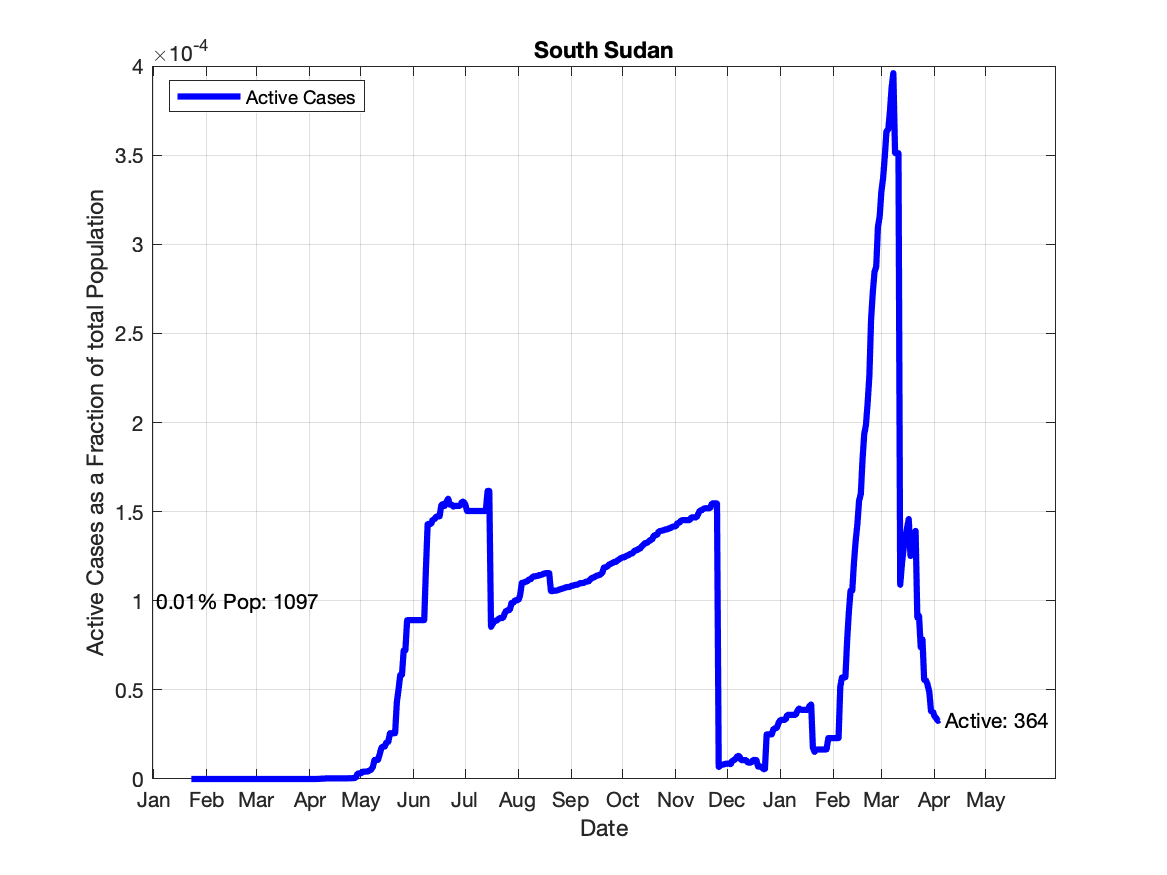 South Sudan
×10-4
Active Cases
4
3.5
3
2.5
2
1.5
1
0.5
0
Active Cases as a Fraction of total Population
0.01% Pop: 1097
Active: 364
Jan Feb Mar Apr May Jun Jul Aug Sep Oct Nov Dec Jan Feb Mar Apr May
Date